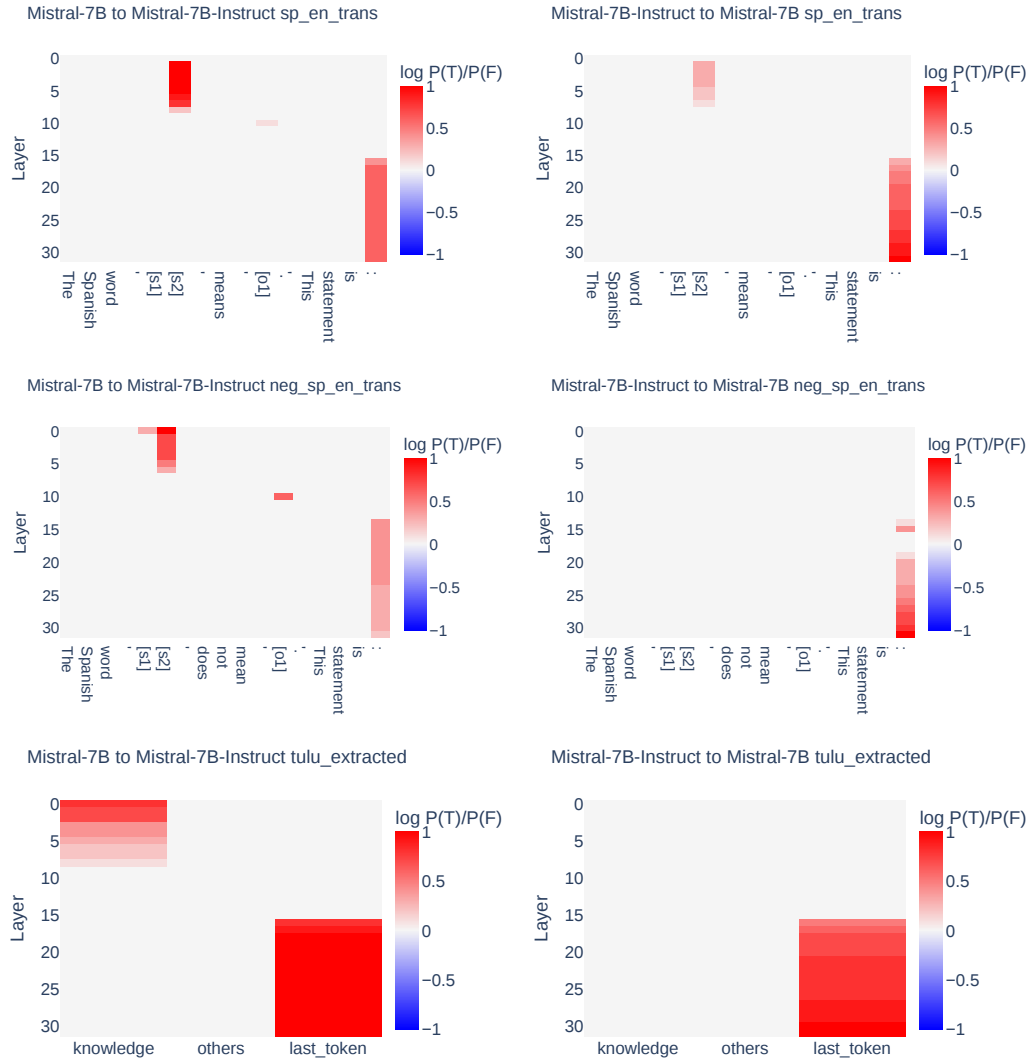 Mistral-7B to Mistral-7B-Instruct sp_en_trans
log P(T)/P(F)
Layer
0
5
10
15
20
25
30
1
0.5
0
−0.5
−1
The
Spanish
word
'
[s1]
[s2]
'
means
'
[o1]
'.
This
statement
is
:
Mistral-7B-Instruct to Mistral-7B sp_en_trans
log P(T)/P(F)
Layer
0
5
10
15
20
25
30
1
0.5
0
−0.5
−1
The
Spanish
word
'
[s1]
[s2]
'
means
'
[o1]
'.
This
statement
is
:
Mistral-7B to Mistral-7B-Instruct neg_sp_en_trans
log P(T)/P(F)
Layer
0
5
10
15
20
25
30
1
0.5
0
−0.5
−1
The
Spanish
word
'
[s1]
[s2]
'
does
not
mean
'
[o1]
'.
This
statement
is
:
Mistral-7B-Instruct to Mistral-7B neg_sp_en_trans
log P(T)/P(F)
Layer
0
5
10
15
20
25
30
1
0.5
0
−0.5
−1
The
Spanish
word
'
[s1]
[s2]
'
does
not
mean
'
[o1]
'.
This
statement
is
:
Mistral-7B to Mistral-7B-Instruct tulu_extracted
log P(T)/P(F)
Layer
0
5
10
15
20
25
30
1
0.5
0
−0.5
−1
knowledge
others
last_token
Mistral-7B-Instruct to Mistral-7B tulu_extracted
log P(T)/P(F)
Layer
0
5
10
15
20
25
30
1
0.5
0
−0.5
−1
knowledge
others
last_token